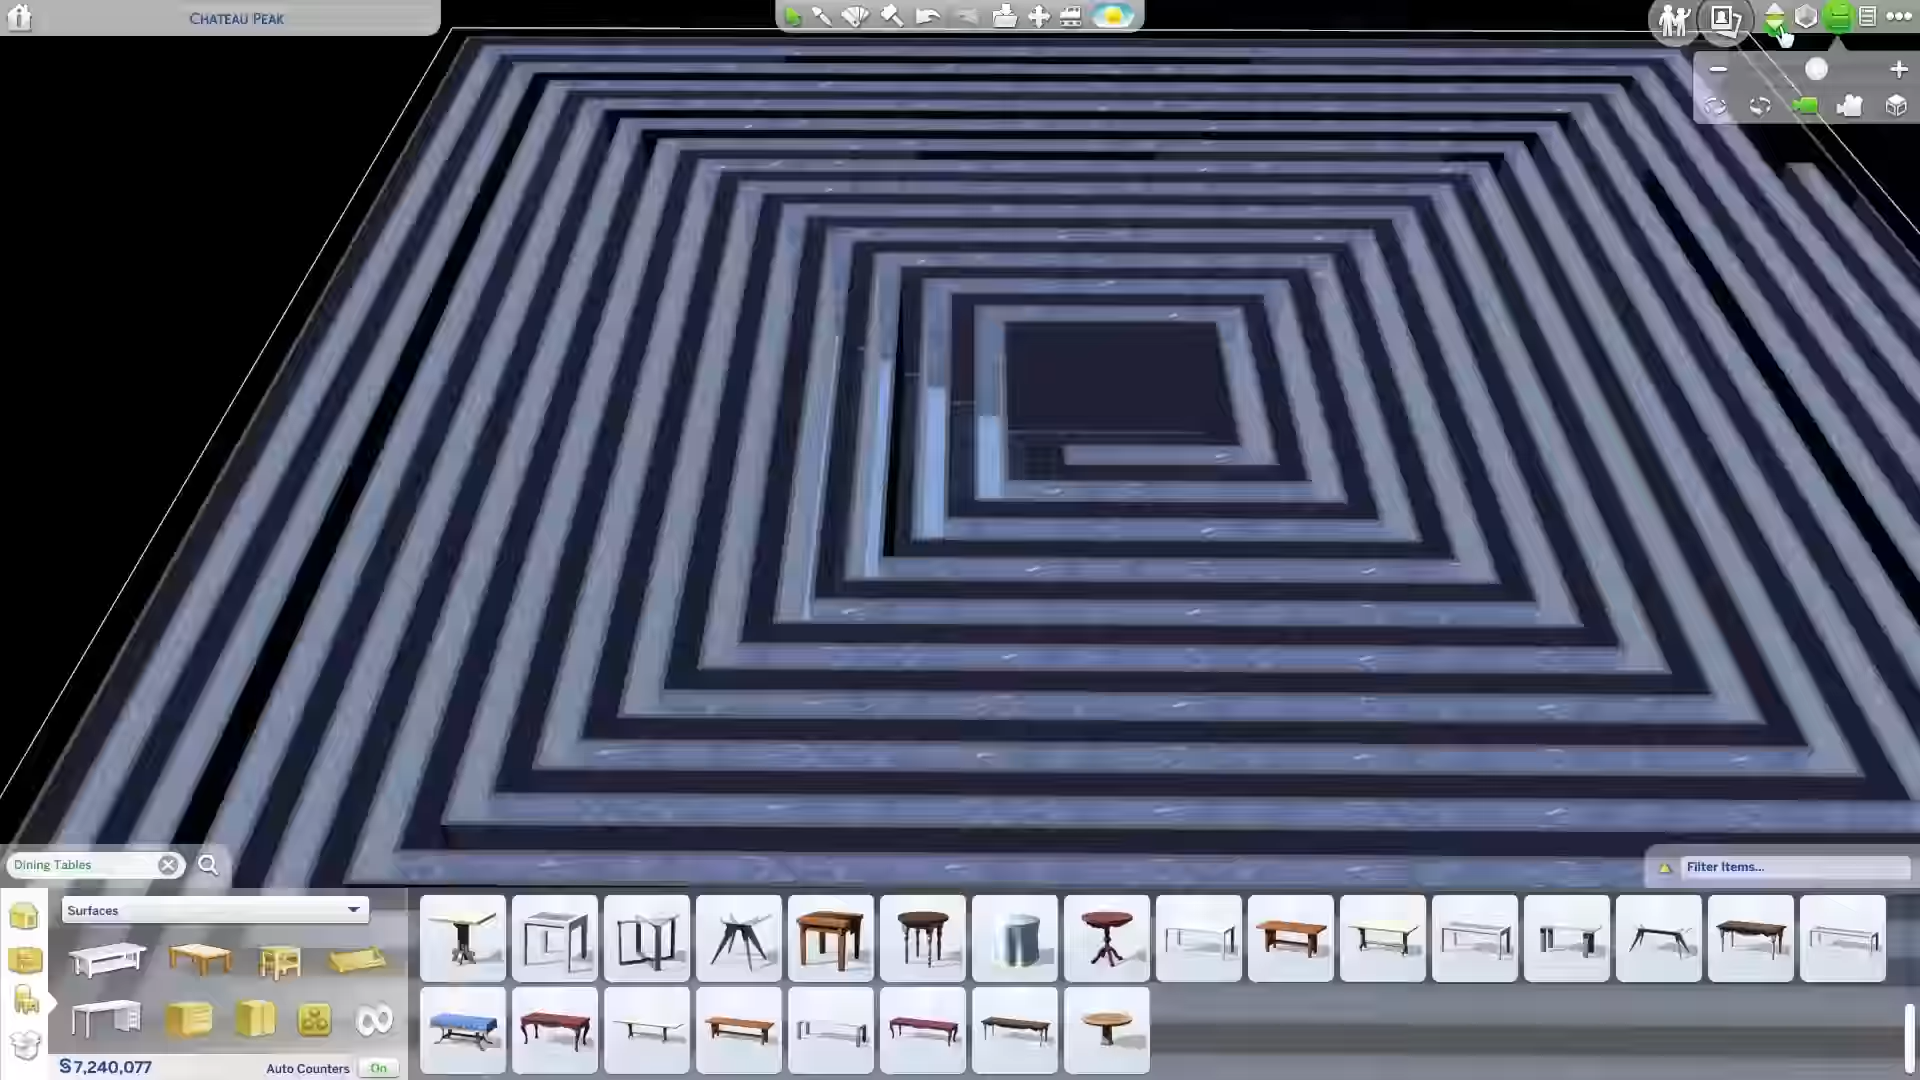 CHATEAU PEAK
Dining Tables
Filter Items...
Surfaces
§7,240,077
Auto Counters
On